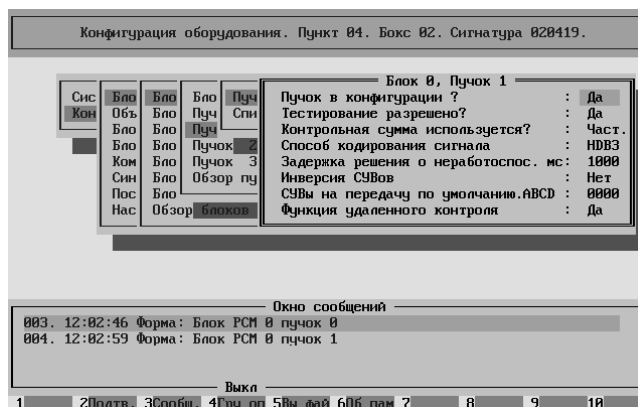 Конфигурация оборудования. Пункт 04. Бокс 02. Сигнатура 020419.
Блок 0, Пучок 1
Сис Бло Бло Бло Пуч Пучок в конфигурации ? : Да
Кон Объ Бло Пуч Спи Тестирование разрешено? : Да
Бло Бло Пуч Контрольная сумма используется? : Част.
Бло Бло Пучок 2 Способ кодирования сигнала : HDB3
Ком Бло Пучок 3 Задержка решения о неработоспос. мс: 1000
Син Бло Обзор пу Инверсия СУВов : Нет
Пос Бло СУВы на передачу по умолчанию.ABCD : 0000
Нас Обзор блоков Функция удаленного контроля : Да
Окно сообщений
003. 12:02:46 Форма: Блок PCM 0 пучок 0
004. 12:02:59 Форма: Блок PCM 0 пучок 1
Выкл
1 2Подтв. 3Сообщ. 4Гру оп 5Вы фай 6Об пам 7 8 9 10